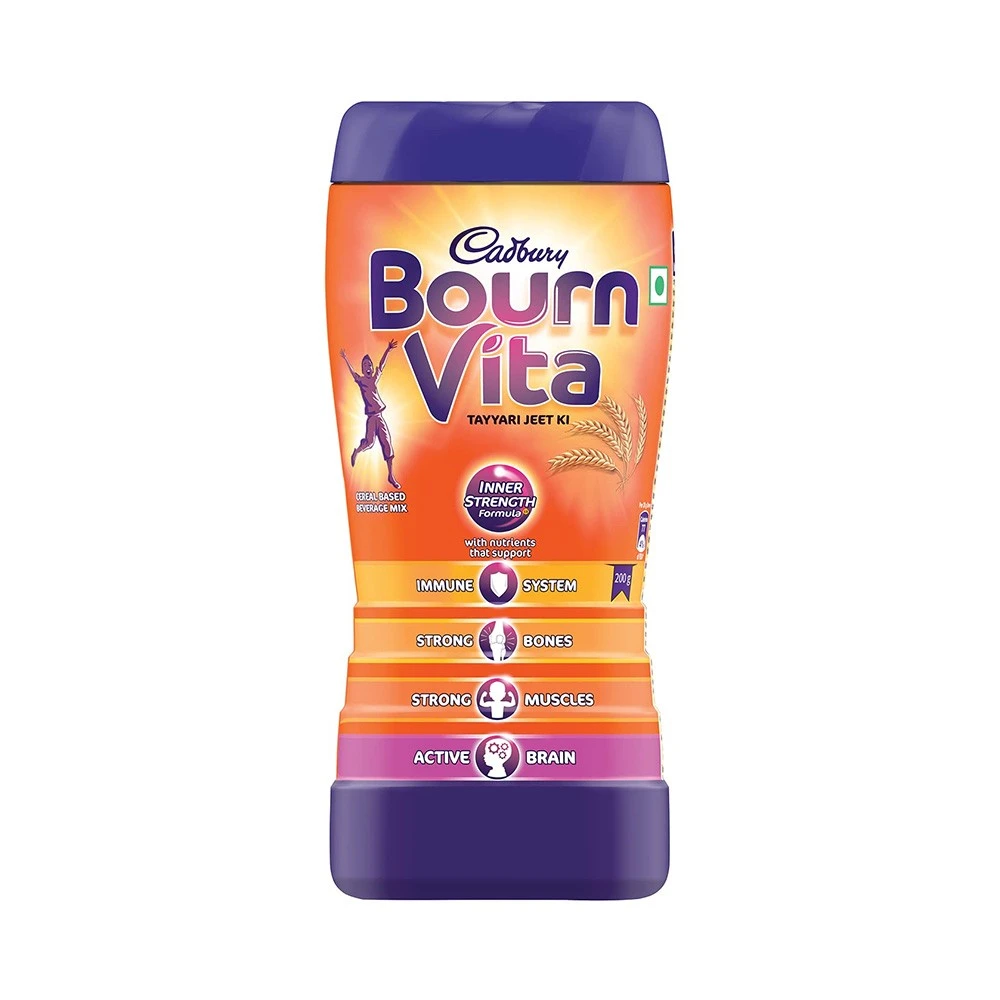 Cadbury
Bourn
Vita
TAYYARI JEET KI
CEREAL BASED
BEVERAGE MIX
INNER
STRENGTH
Formula
with nutrients
that support
IMMUNE SYSTEM
200 g
STRONG BONES
STRONG MUSCLES
ACTIVE BRAIN